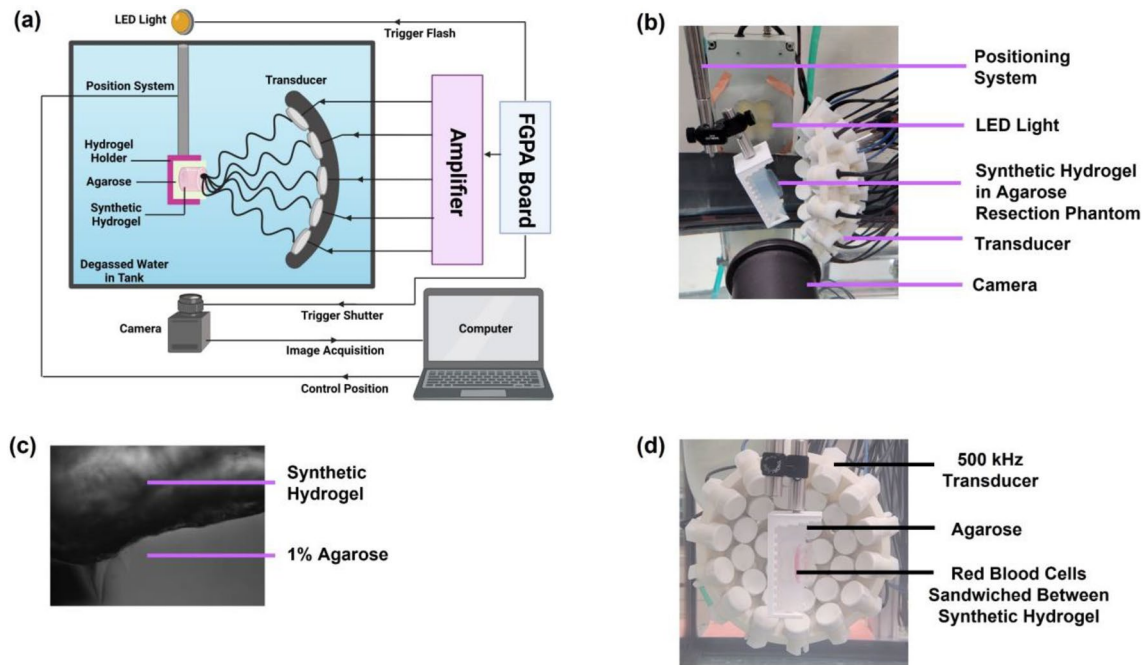 (a)
LED Light
Trigger Flash
Position System
Transducer
Hydrogel
Holder
Agarose
Synthetic
Hydrogel
Degassed Water
in Tank
Amplifier
FGPA Board
Camera
Trigger Shutter
Image Acquisition
Computer
Control Position
(b)
Positioning
System
LED Light
Synthetic Hydrogel
in Agarose
Resection Phantom
Transducer
Camera
(c)
Synthetic
Hydrogel
1% Agarose
(d)
500 kHz
Transducer
Agarose
Red Blood Cells
Sandwiched Between
Synthetic Hydrogel